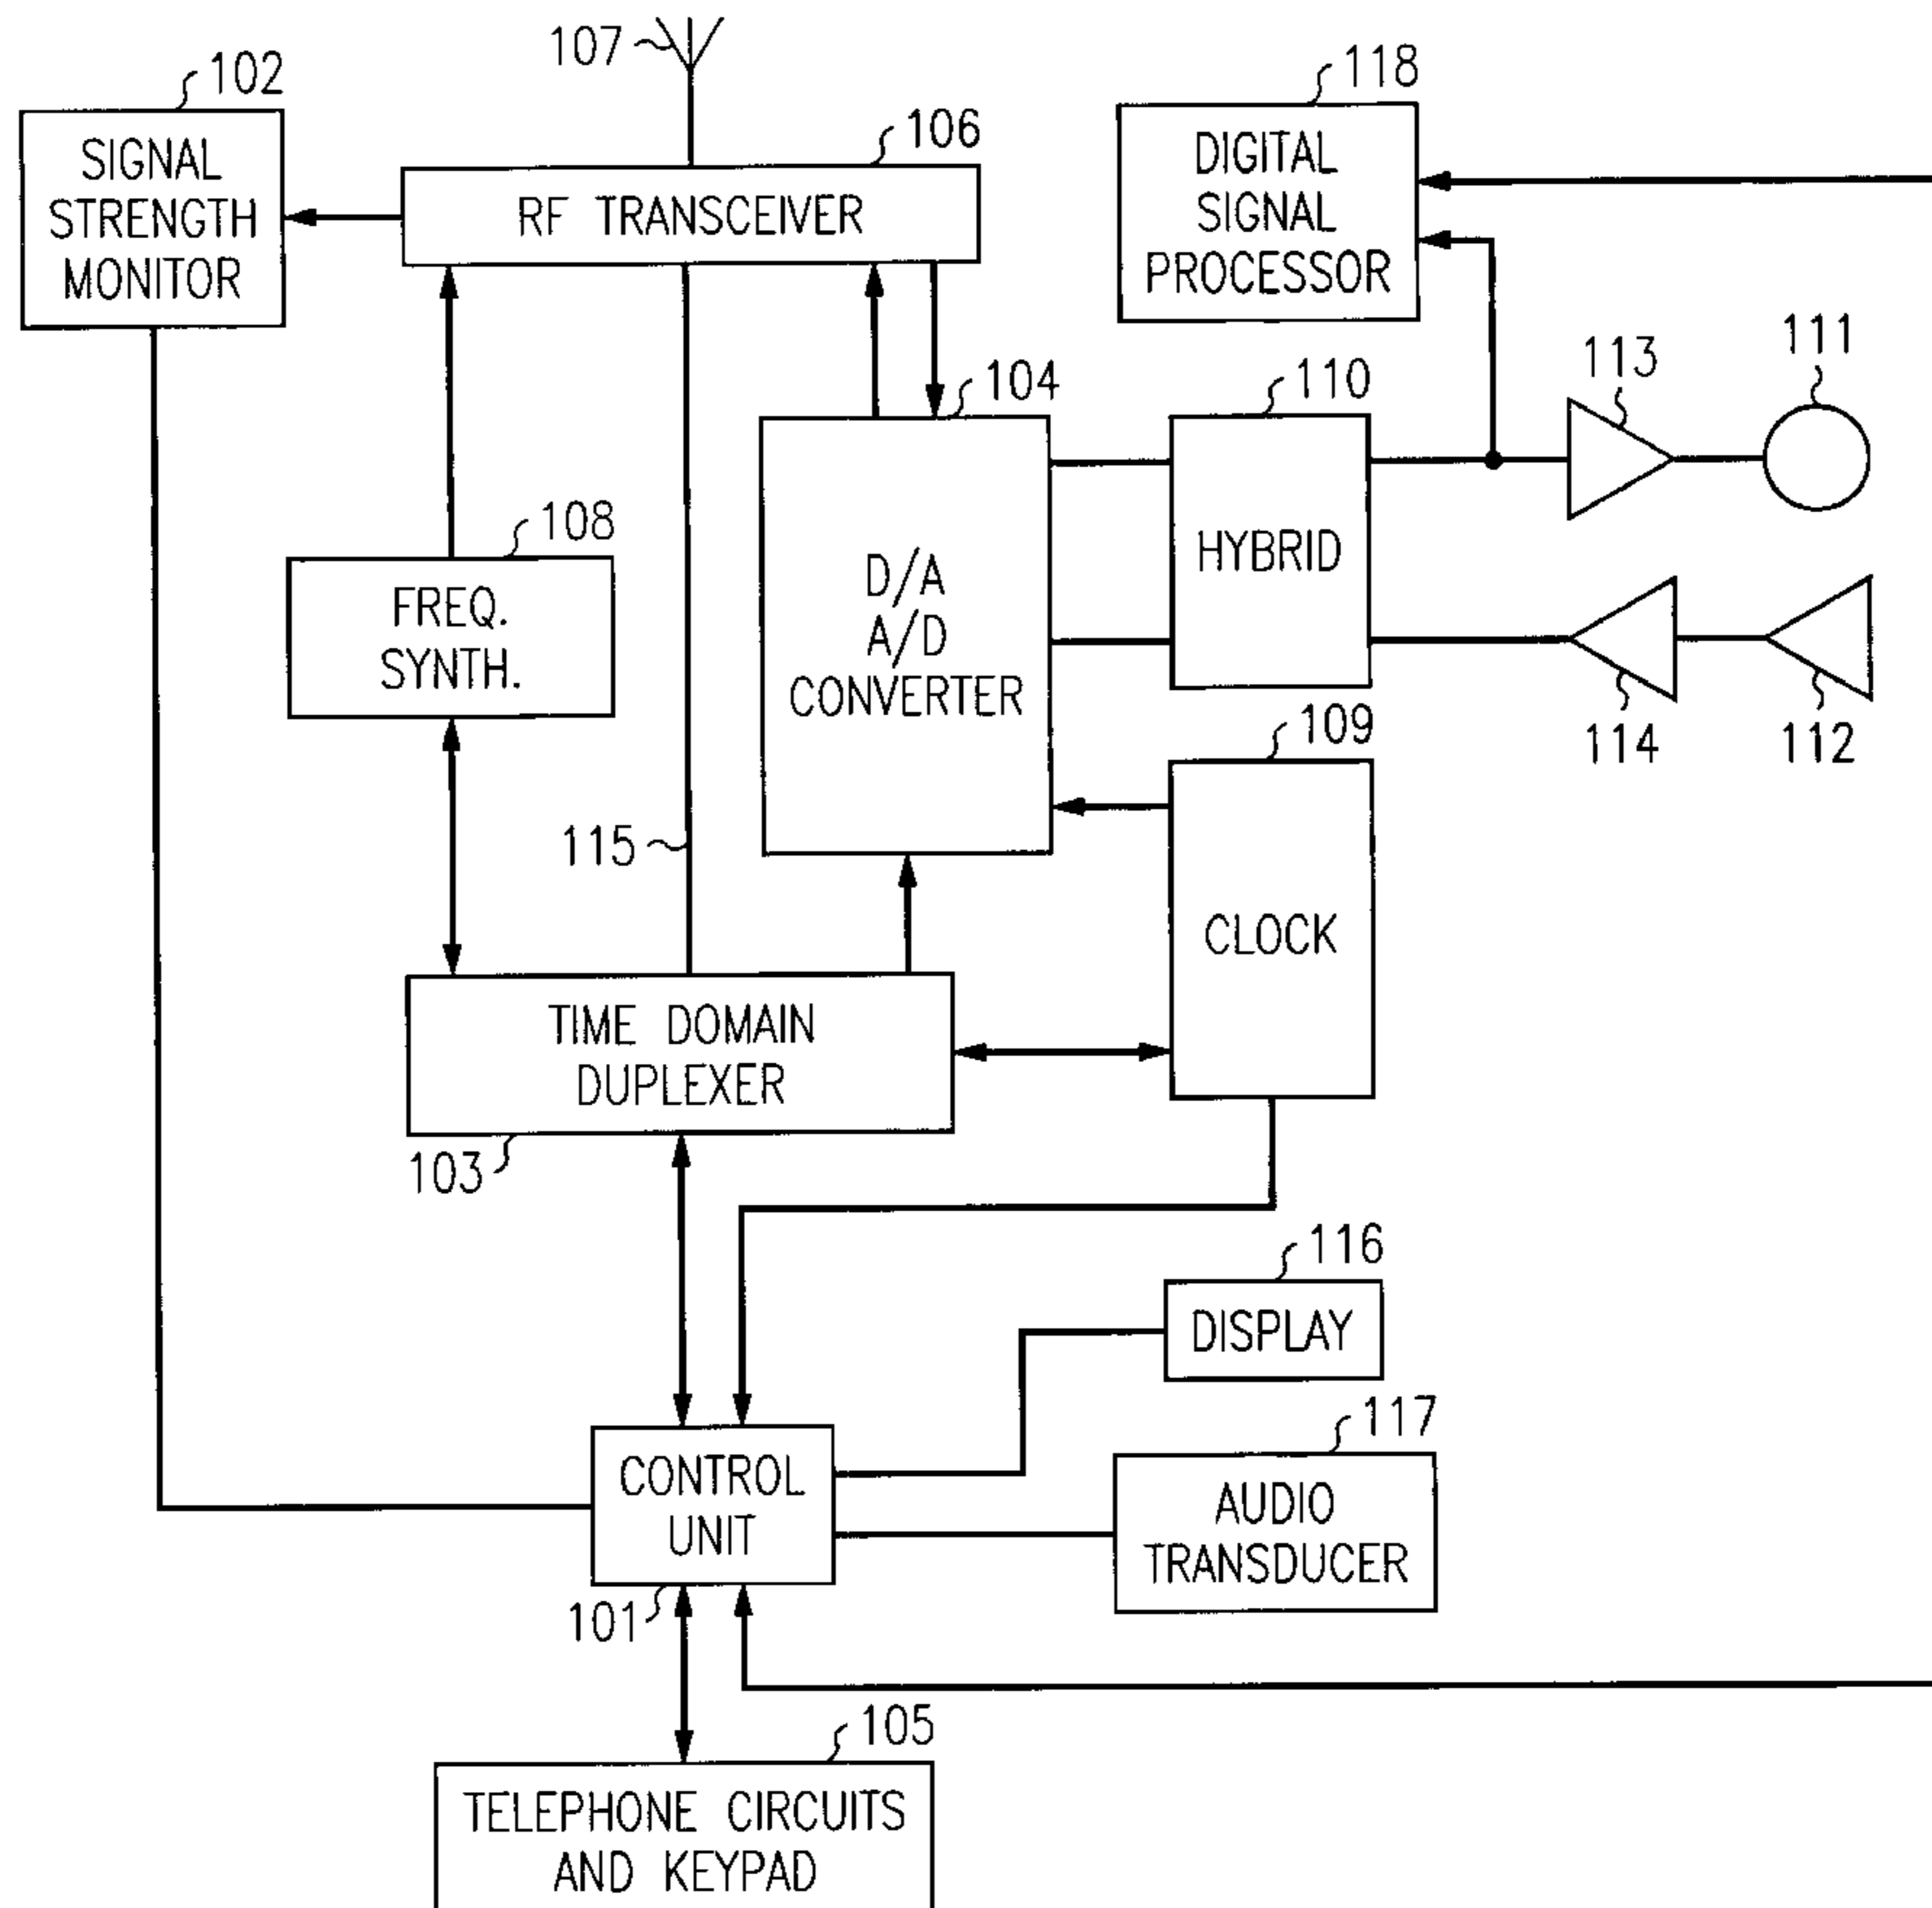 107
102
118
106
SIGNAL
STRENGTH
MONITOR
RF TRANSCEIVER
DIGITAL
SIGNAL
PROCESSOR
111
113
104
110
108
FREQ.
SYNTH.
D/A
A/D
CONVERTER
HYBRID
114
112
109
115
CLOCK
TIME DOMAIN
DUPLEXER
103
116
DISPLAY
117
CONTROL
UNIT
AUDIO
TRANSDUCER
101
105
TELEPHONE CIRCUITS
AND KEYPAD